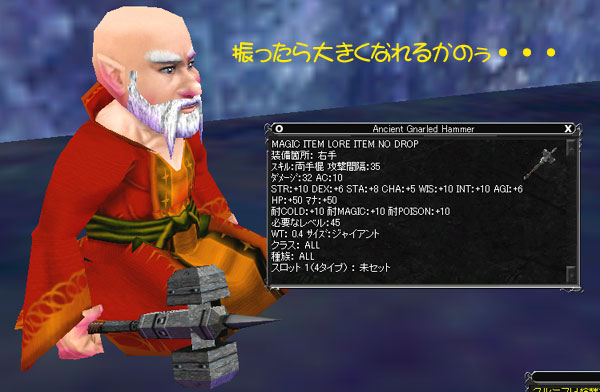 振ったら大きくなれるかのぅ・・・
O Ancient Gnarled Hammer X
MAGIC ITEM LORE ITEM NO DROP
装備箇所: 右手
スキル:両手棍 攻撃間隔:35
ダメージ:32 AC:10
STR:+10 DEX:+6 STA:+8 CHA:+5 WIS:+10 INT:+10 AGI:+6
HP:+50 マナ:+50
耐COLD:+10 耐MAGIC:+10 耐POISON:+10
必要なレベル:45
WT: 0.4 サイズ:ジャイアント
クラス: ALL
種族: ALL
スロット 1(4タイプ) : 未セット